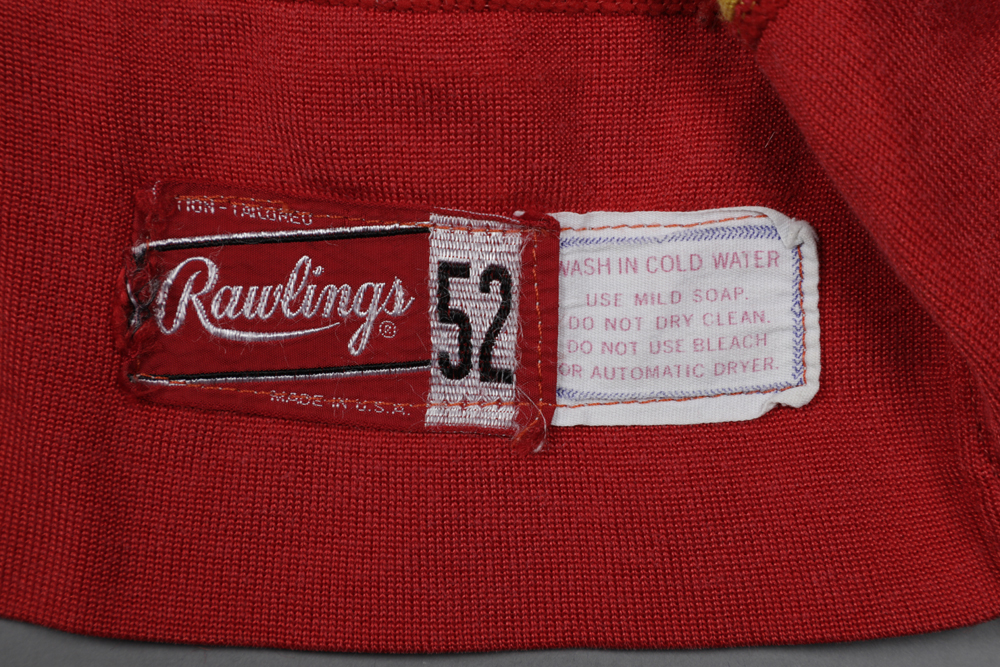 TION-TAILORED
Rawlings®
MADE IN U.S.A.
52
WASH IN COLD WATER
USE MILD SOAP.
DO NOT DRY CLEAN.
DO NOT USE BLEACH
OR AUTOMATIC DRYER.